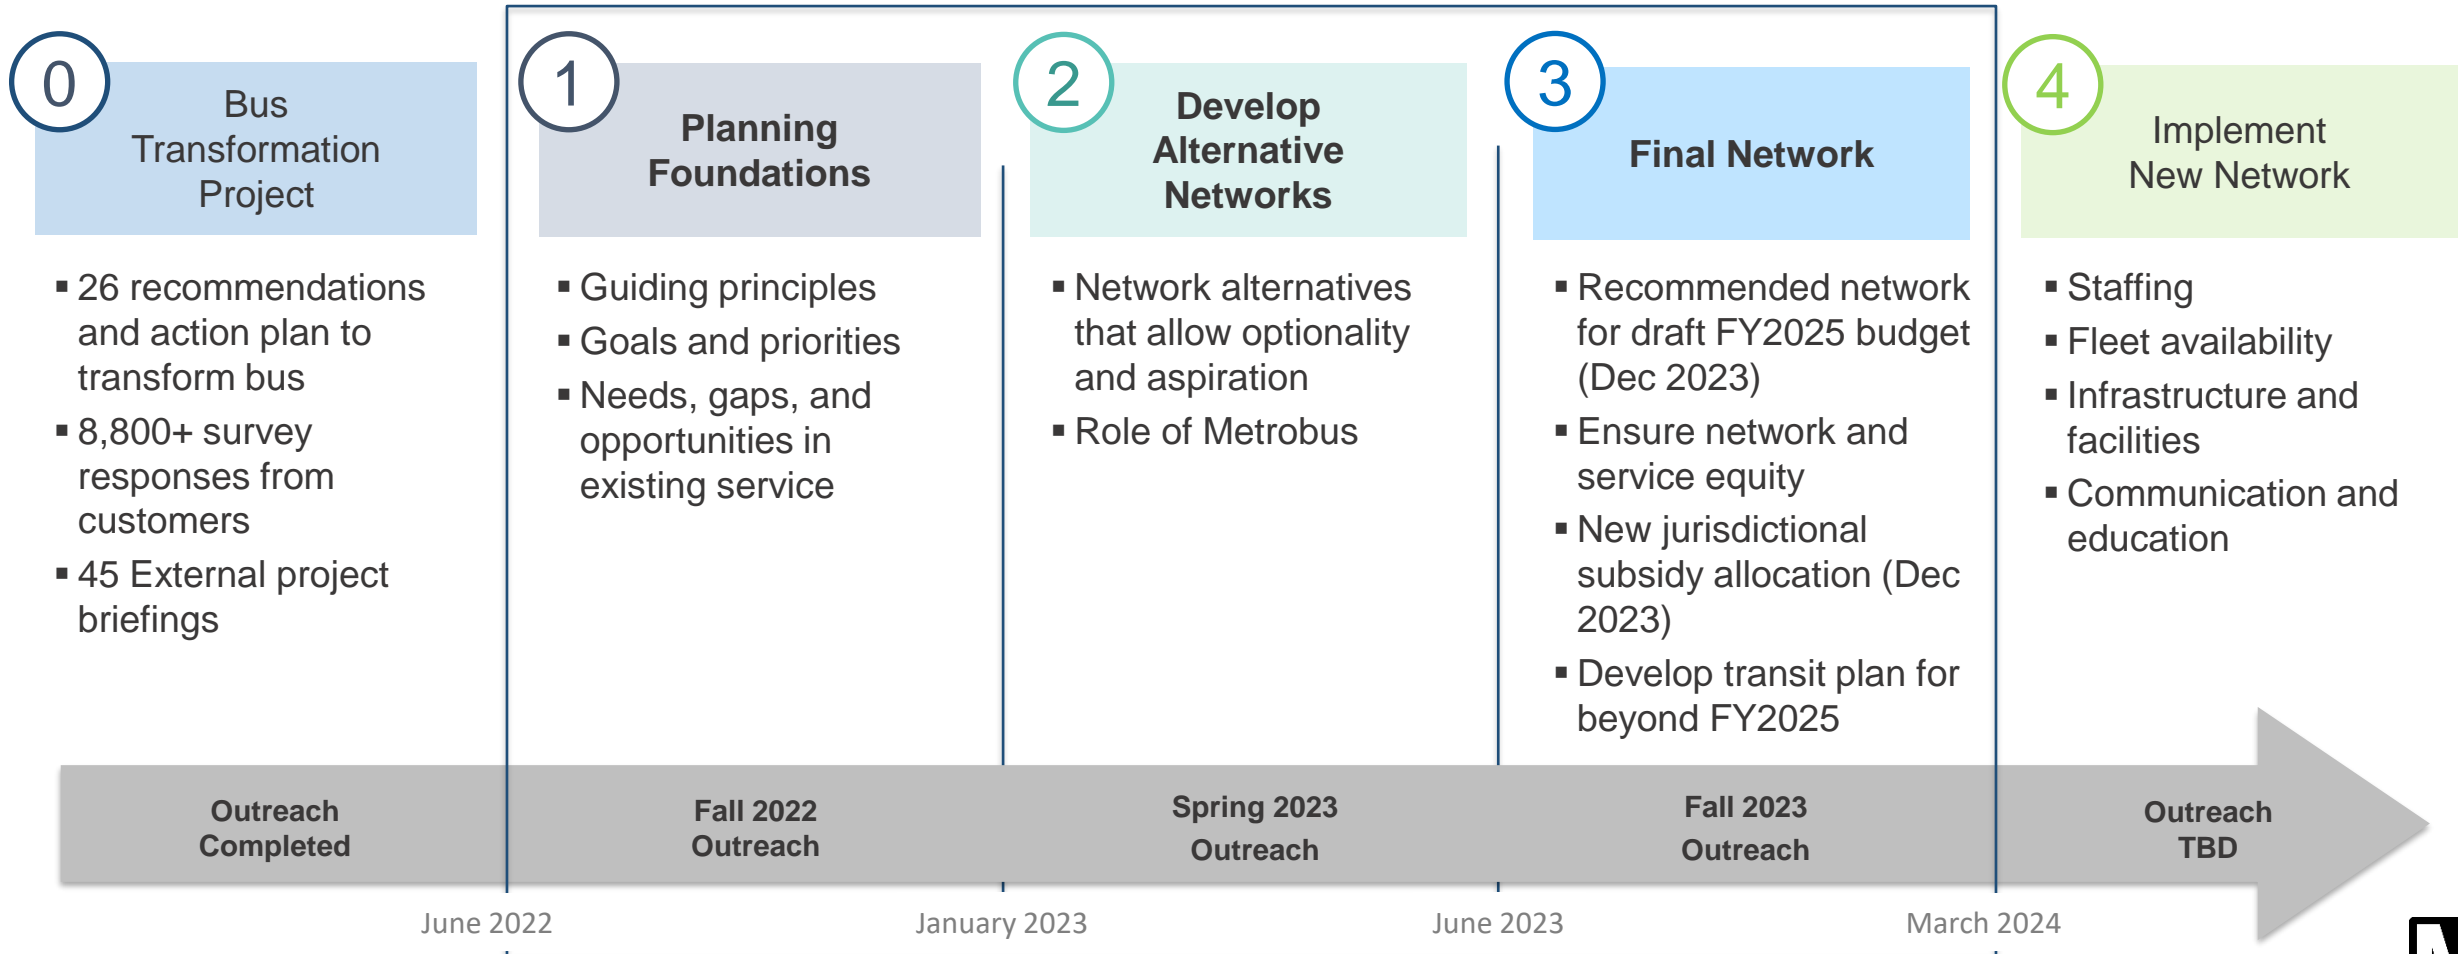 0
Bus
Transformation
Project
▪ 26 recommendations
and action plan to
transform bus
▪ 8,800+ survey
responses from
customers
▪ 45 External project
briefings
1
Planning
Foundations
▪ Guiding principles
▪ Goals and priorities
▪ Needs, gaps, and
opportunities in
existing service
2
Develop
Alternative
Networks
▪ Network alternatives
that allow optionality
and aspiration
▪ Role of Metrobus
3
Final Network
▪ Recommended network
for draft FY2025 budget
(Dec 2023)
▪ Ensure network and
service equity
▪ New jurisdictional
subsidy allocation (Dec
2023)
▪ Develop transit plan for
beyond FY2025
4
Implement
New Network
▪ Staffing
▪ Fleet availability
▪ Infrastructure and
facilities
▪ Communication and
education
Outreach
Completed
Fall 2022
Outreach
Spring 2023
Outreach
Fall 2023
Outreach
Outreach
TBD
June 2022
January 2023
June 2023
March 2024